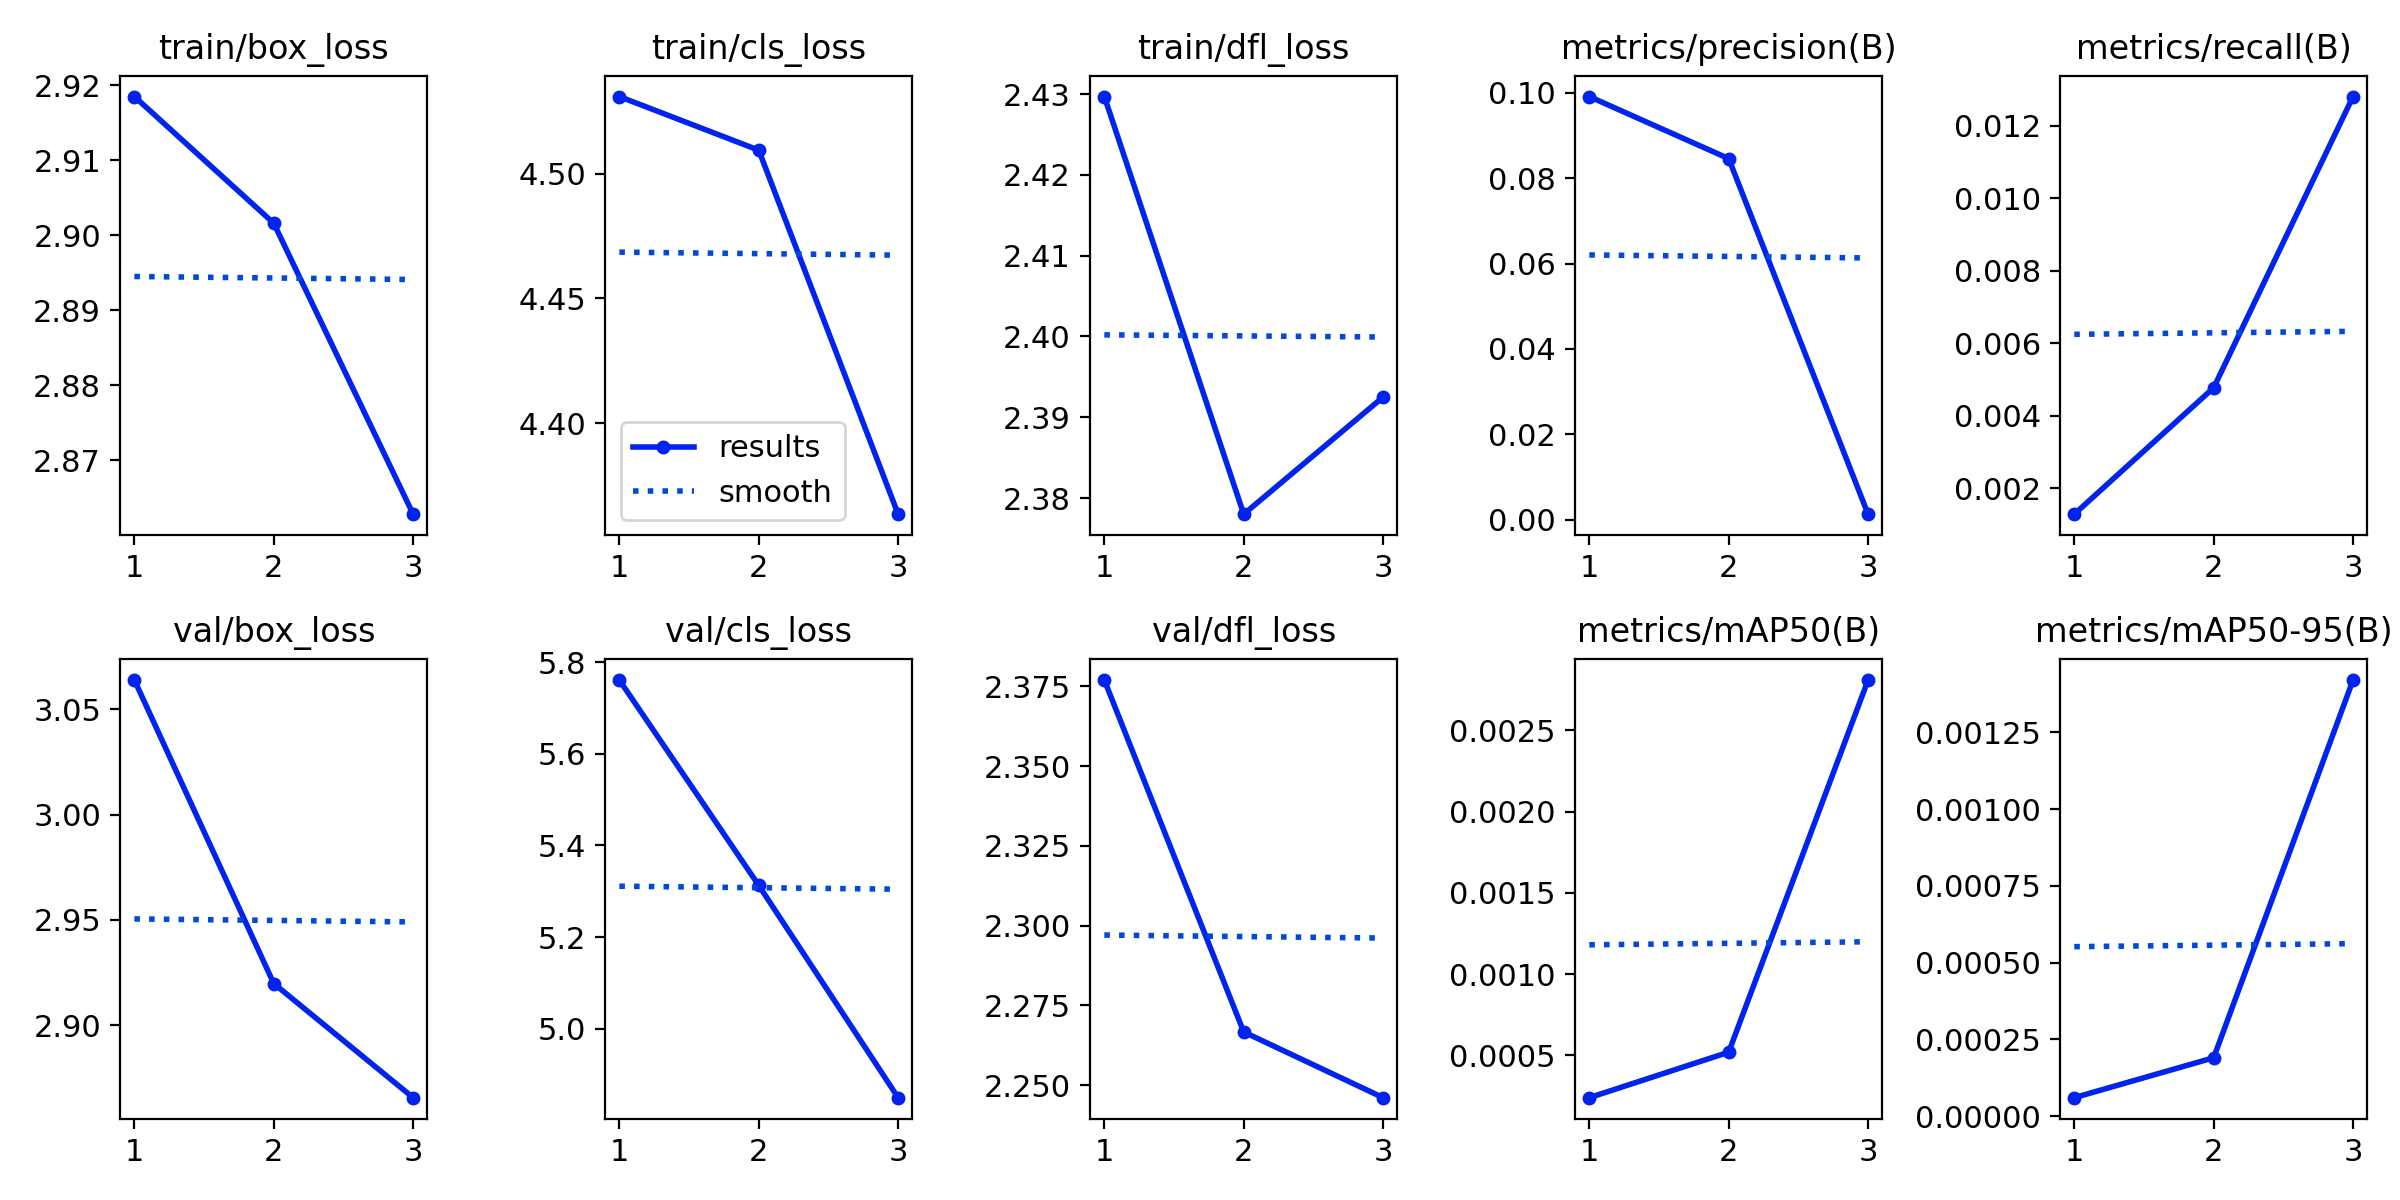 train/box_loss
2.92
2.91
2.90
2.89
2.88
2.87
1 2 3
train/cls_loss
4.50
4.45
4.40
results
smooth
1 2 3
train/dfl_loss
2.43
2.42
2.41
2.40
2.39
2.38
1 2 3
metrics/precision(B)
0.10
0.08
0.06
0.04
0.02
0.00
1 2 3
metrics/recall(B)
0.012
0.010
0.008
0.006
0.004
0.002
1 2 3
val/box_loss
3.05
3.00
2.95
2.90
1 2 3
val/cls_loss
5.8
5.6
5.4
5.2
5.0
1 2 3
val/dfl_loss
2.375
2.350
2.325
2.300
2.275
2.250
1 2 3
metrics/mAP50(B)
0.0025
0.0020
0.0015
0.0010
0.0005
1 2 3
metrics/mAP50-95(B)
0.00125
0.00100
0.00075
0.00050
0.00025
0.00000
1 2 3